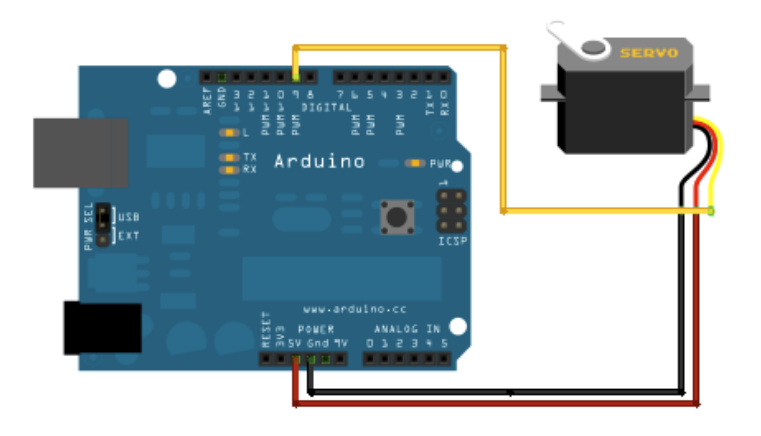 SERVO
AREF
GND
13
12
11
10
9
8
7
6
5
4
3
2
1
0
TX
RX
DIGITAL
PWM
PWM
PWM
PWM
PWM
PWM
L
TX
RX
Arduino
PWR
1
PWR SEL
USB
EXT
ICSP
www.arduino.cc
RESET
3V3
POWER
5V Gnd 9V
ANALOG IN
0 1 2 3 4 5